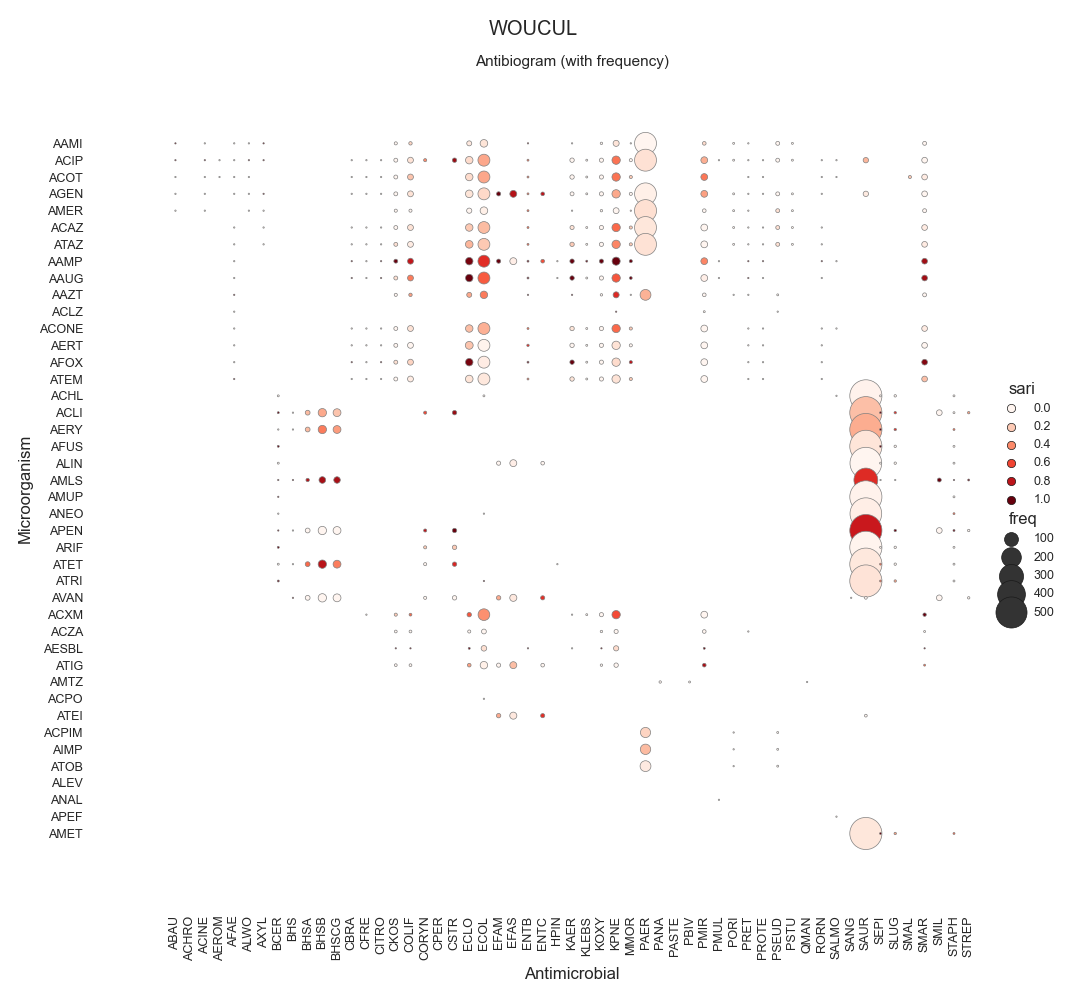 WOUCUL
Antibiogram (with frequency)
AAMI
ACIP
ACOT
AGEN
AMER
ACAZ
ATAZ
AAMP
AAUG
AAZT
ACLZ
ACONE
AERT
AFOX
ATEM
ACHL
ACLI
AERY
AFUS
ALIN
AMLS
AMUP
ANEO
APEN
ARIF
ATET
ATRI
AVAN
ACXM
ACZA
AESBL
ATIG
AMTZ
ACPO
ATEI
ACPIM
AIMP
ATOB
ALEV
ANAL
APEF
AMET
Microorganism
sari
0.0
0.2
0.4
0.6
0.8
1.0
freq
100
200
300
400
500
ABAU
ACHRO
ACINE
AEROM
AFAE
ALWO
AXYL
BCER
BHS
BHSA
BHSB
BHSCG
CBRA
CFRE
CITRO
CKOS
COLIF
CORYN
CPER
CSTR
ECLO
ECOL
EFAM
EFAS
ENTB
ENTC
HPIN
KAER
KLEBS
KOXY
KPNE
MMOR
PAER
PANA
PASTE
PBIV
PMIR
PMUL
PORI
PRET
PROTE
PSEUD
PSTU
QMAN
RORN
SALMO
SANG
SAUR
SEPI
SLUG
SMAL
SMAR
SMIL
STAPH
STREP
Antimicrobial